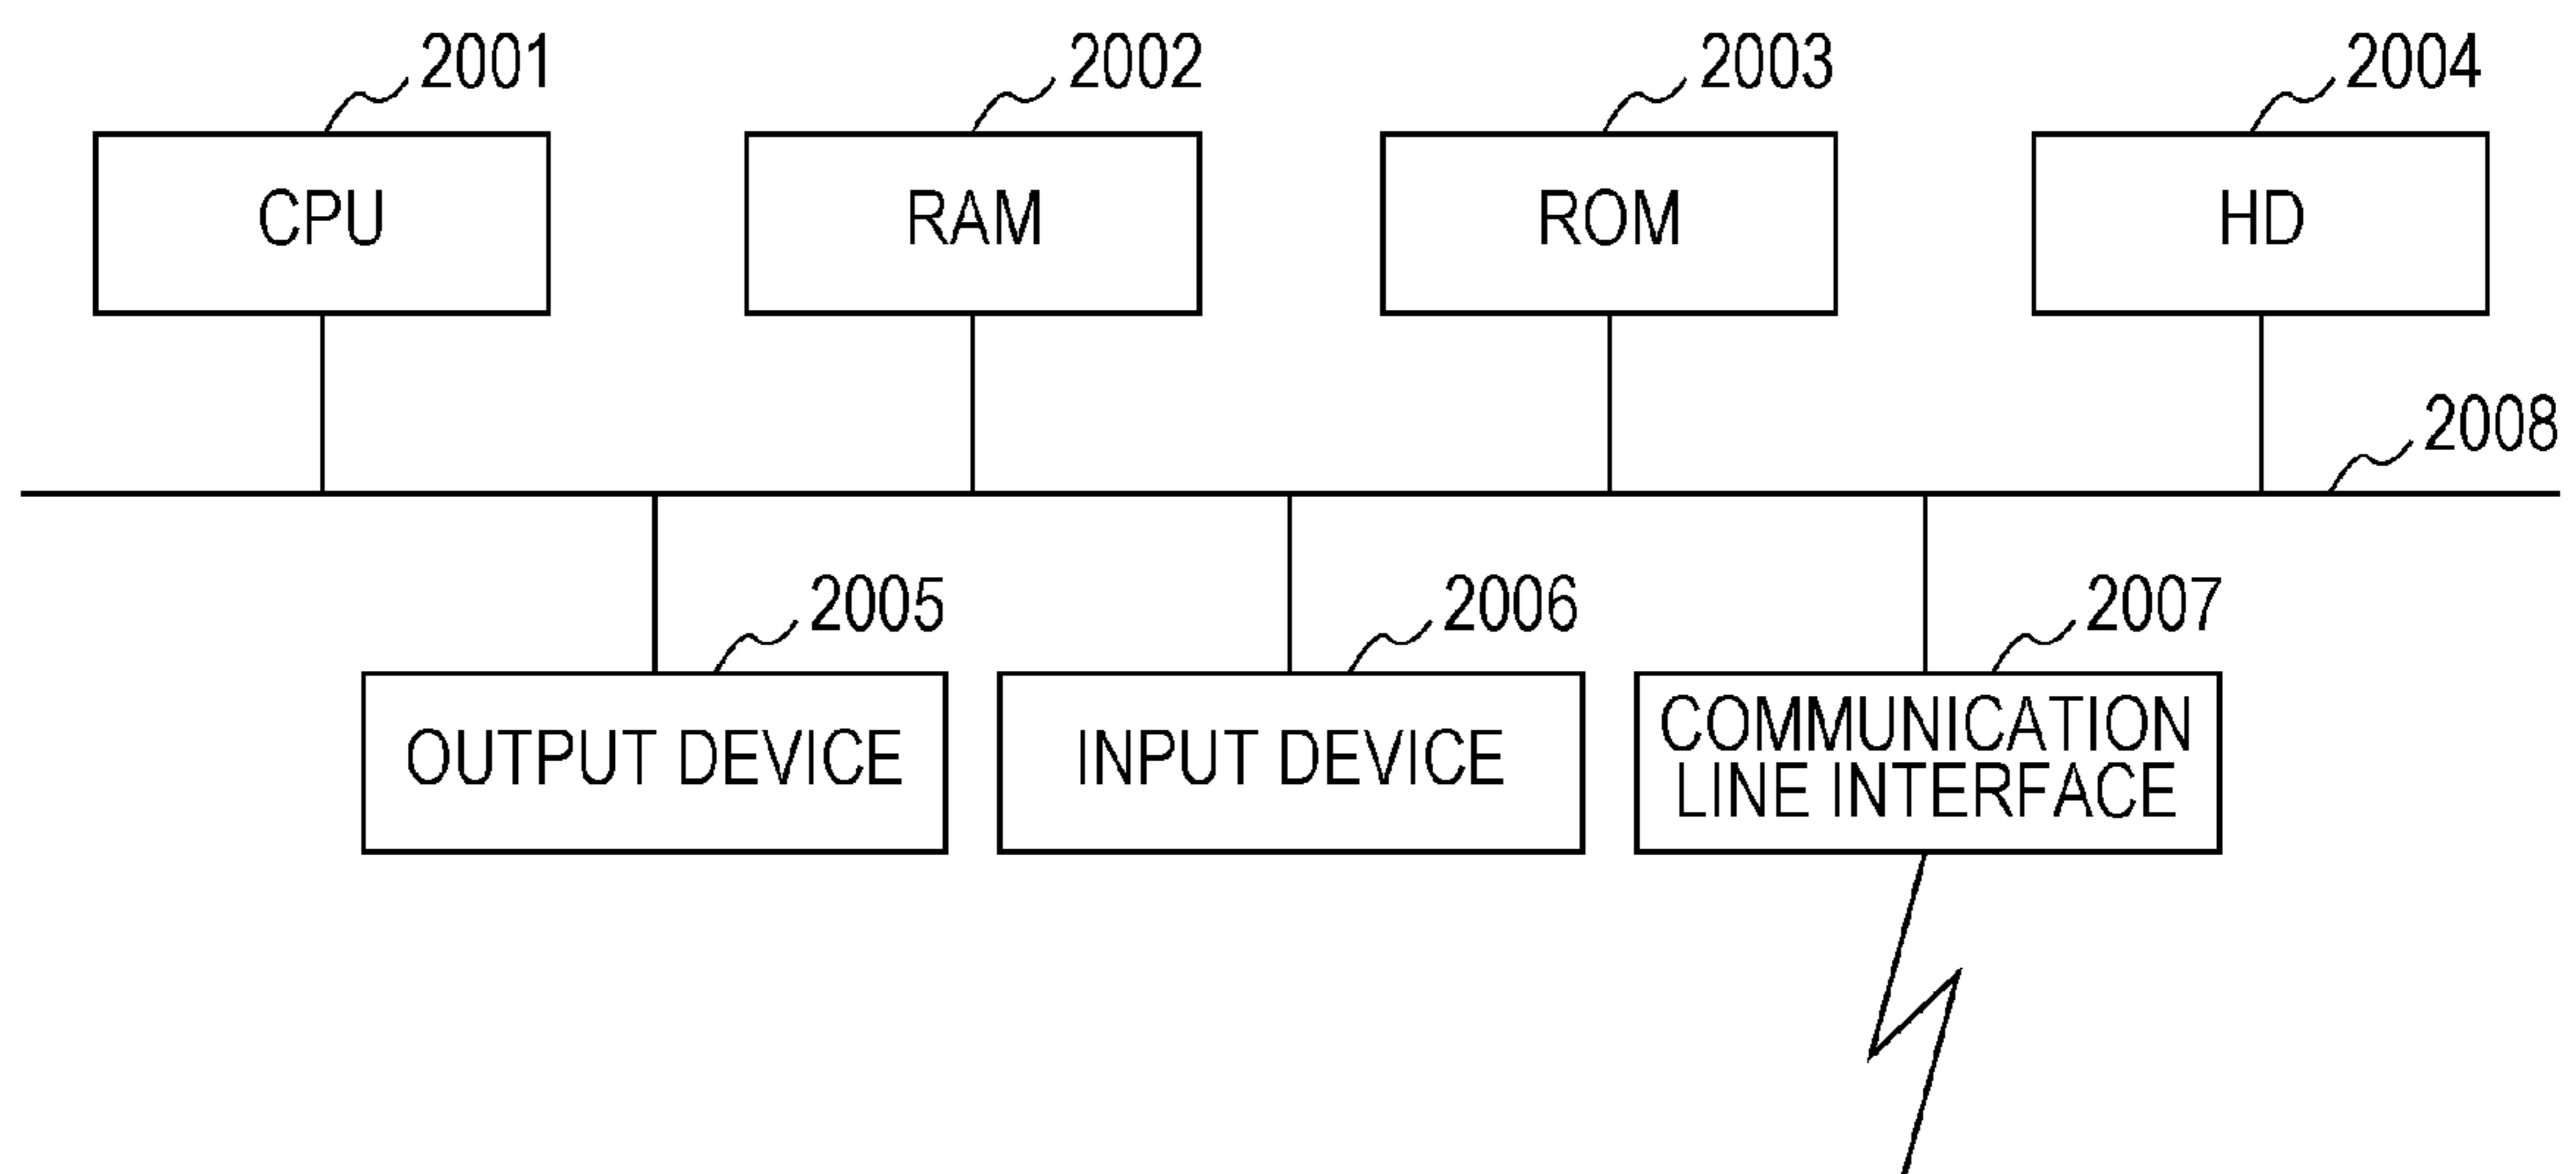 2001
2002
2003
2004
CPU
RAM
ROM
HD
2008
2005
2006
2007
OUTPUT DEVICE
INPUT DEVICE
COMMUNICATION
LINE INTERFACE